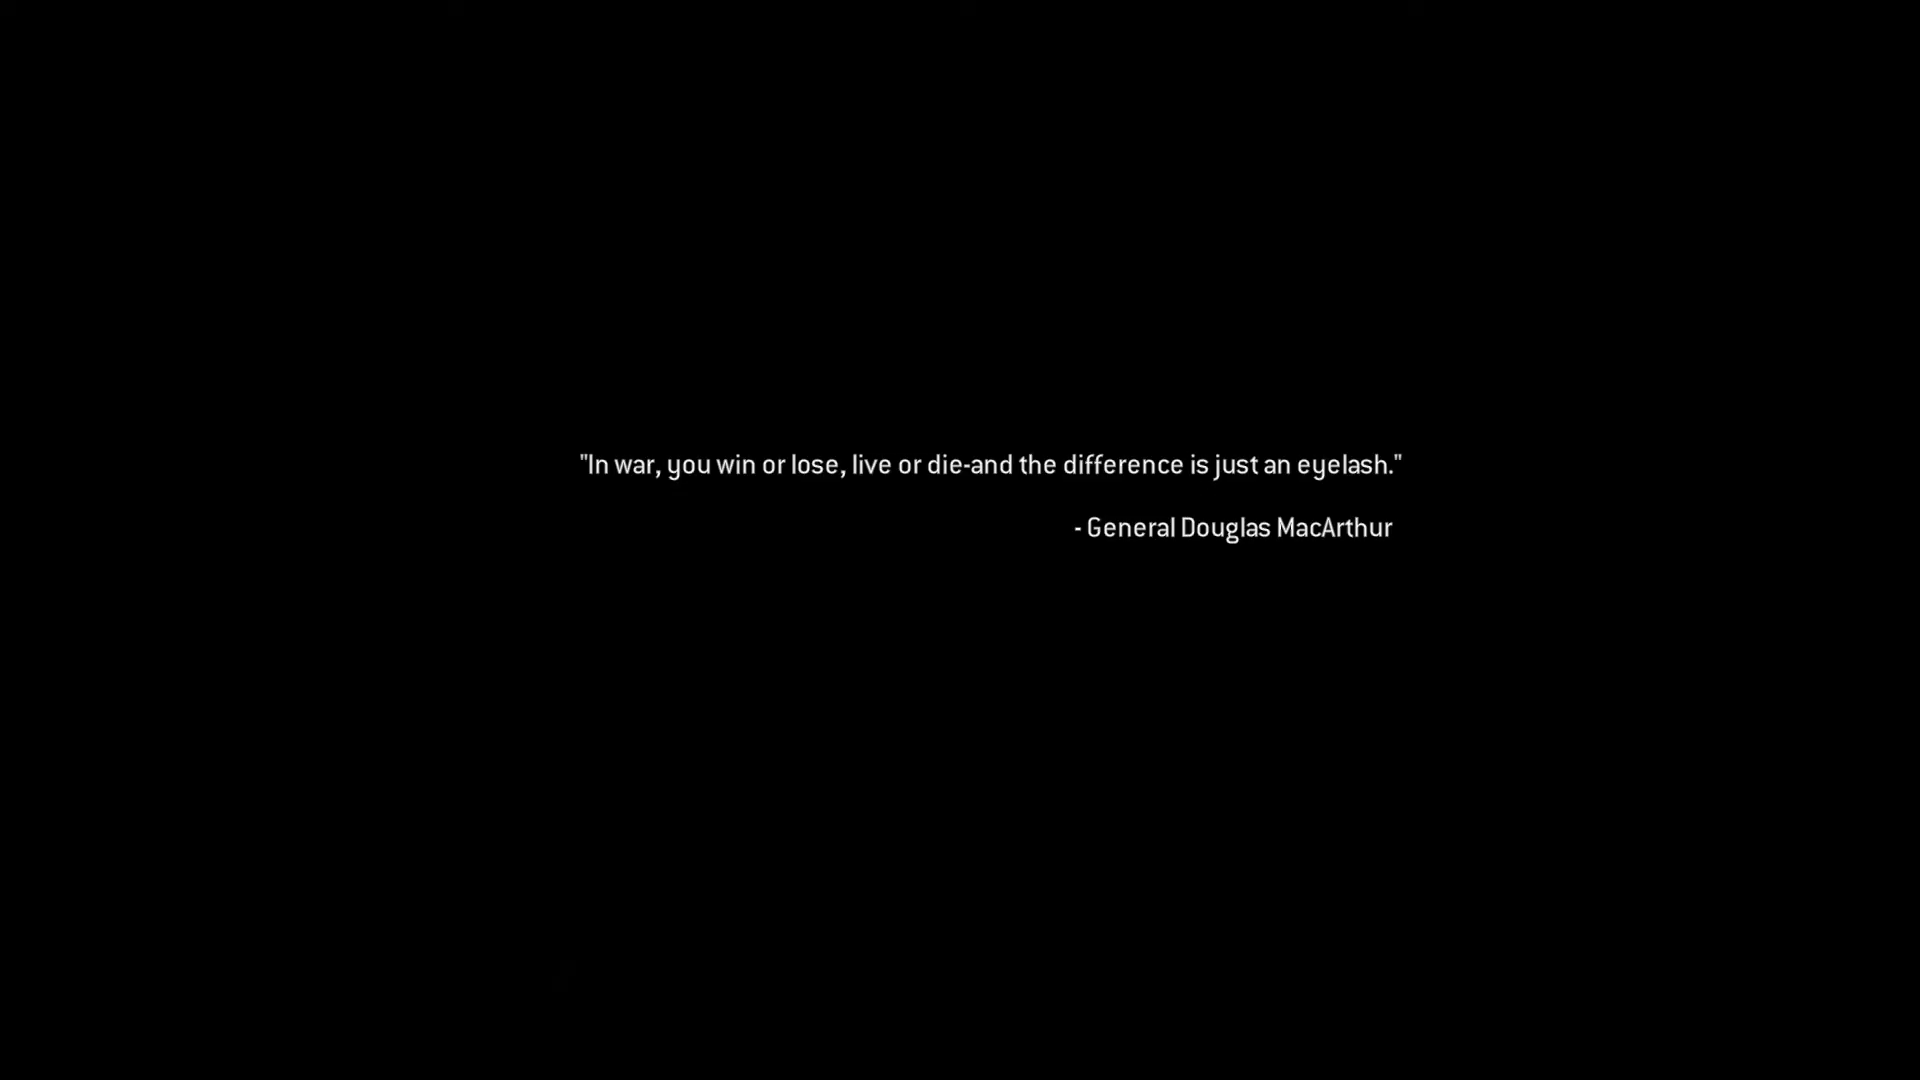 "In war, you win or lose, live or die-and the difference is just an eyelash."
- General Douglas MacArthur